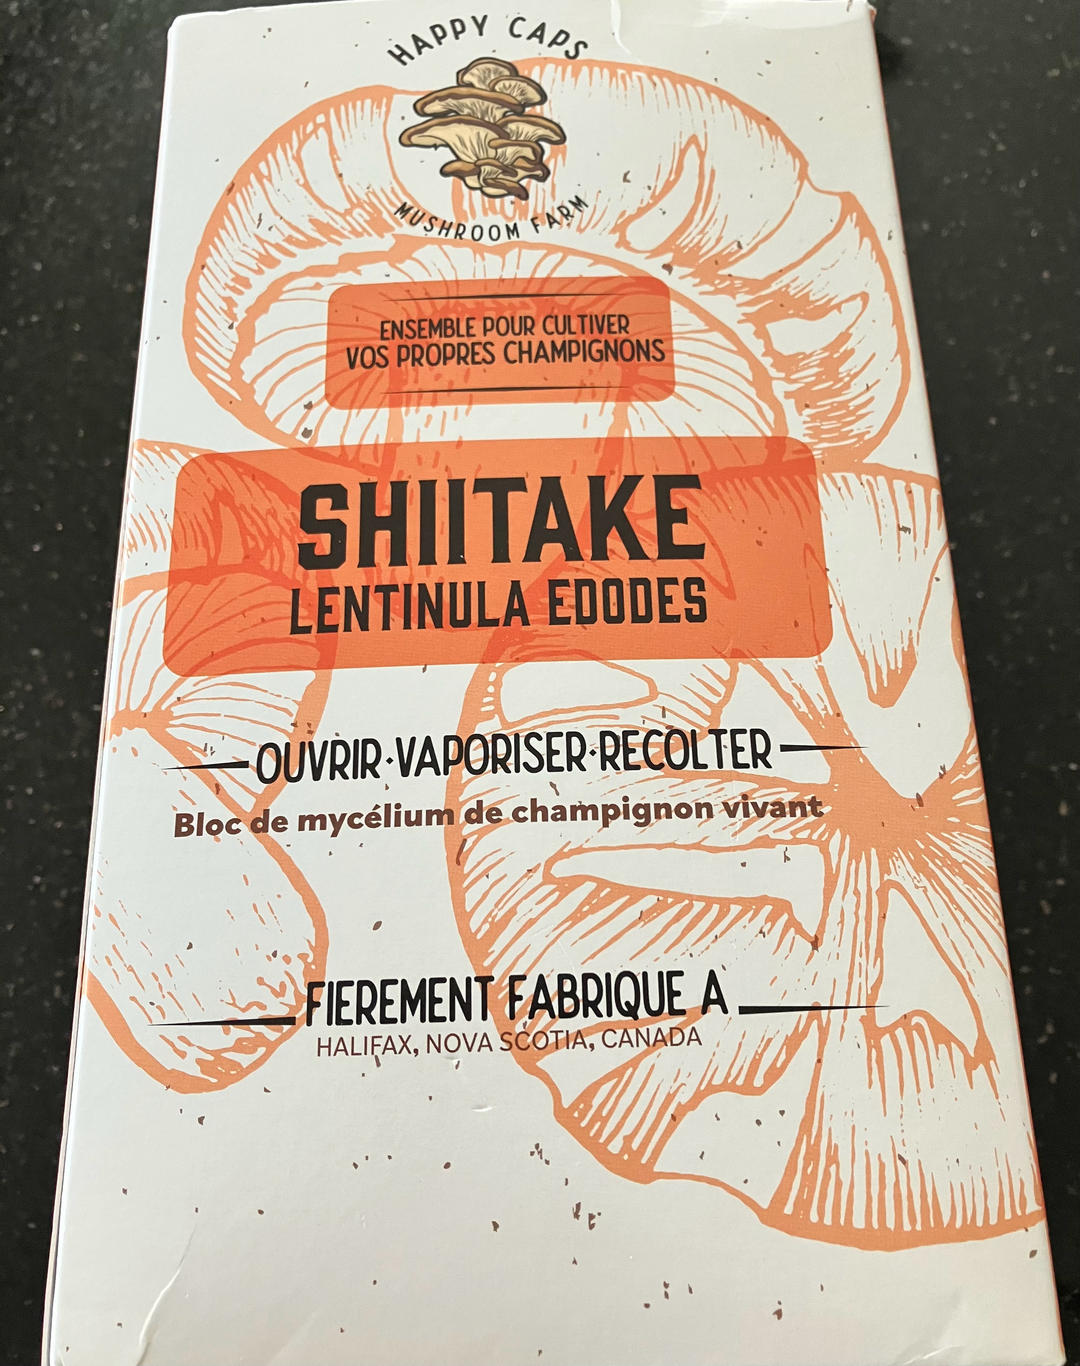 HAPPY CAPS
MUSHROOM FARM
ENSEMBLE POUR CULTIVER
VOS PROPRES CHAMPIGNONS
SHIITAKE
LENTINULA EDODES
OUVRIR·VAPORISER·RECOLTER
Bloc de mycélium de champignon vivant
FIEREMENT FABRIQUE A
HALIFAX, NOVA SCOTIA, CANADA